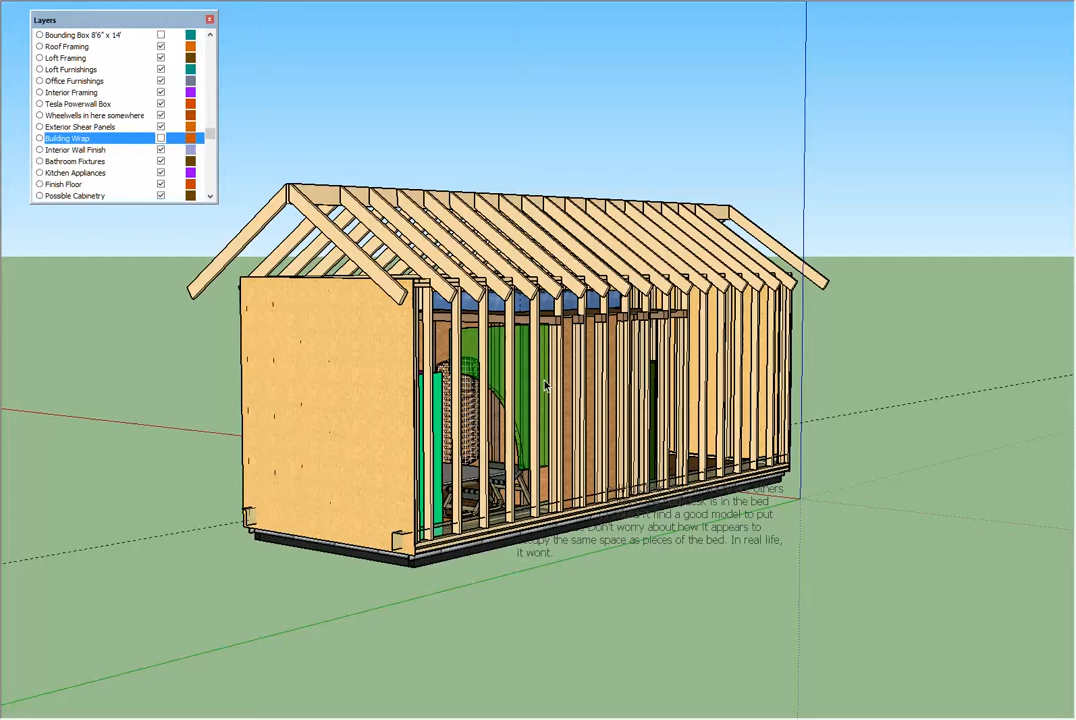 Layers
Bounding Box 8'6" x 14'
Roof Framing
Loft Framing
Loft Furnishings
Office Furnishings
Interior Framing
Tesla Powerwall Box
Wheelwells in here somewhere
Exterior Shear Panels
Building Wrap
Interior Wall Finish
Bathroom Fixtures
Kitchen Appliances
Finish Floor
Possible Cabinetry
others
is in the bed
find a good model to put
Don't worry about how it appears to
occupy the same space as pieces of the bed. In real life,
it wont.